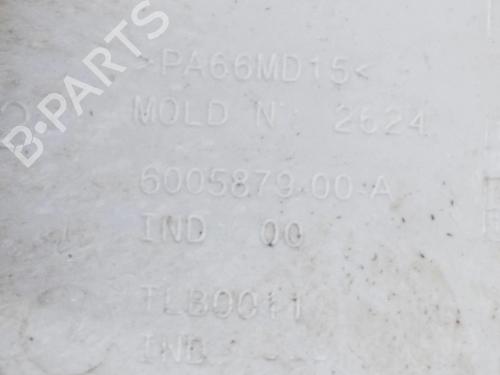 >PA66MD15<
MOLD N° 2624
6005879-00-A
IND 00
TLB0011
IND
B-PARTS